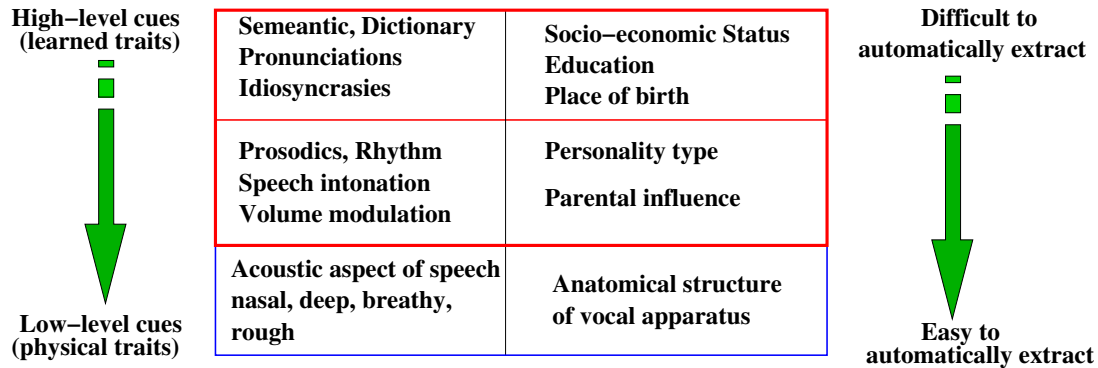 High-level cues
(learned traits)
Semeantic, Dictionary
Pronunciations
Idiosyncrasies
Socio-economic Status
Education
Place of birth
Difficult to
automatically extract
Prosodics, Rhythm
Speech intonation
Volume modulation
Personality type
Parental influence
Acoustic aspect of speech
nasal, deep, breathy,
rough
Anatomical structure
of vocal apparatus
Low-level cues
(physical traits)
Easy to
automatically extract